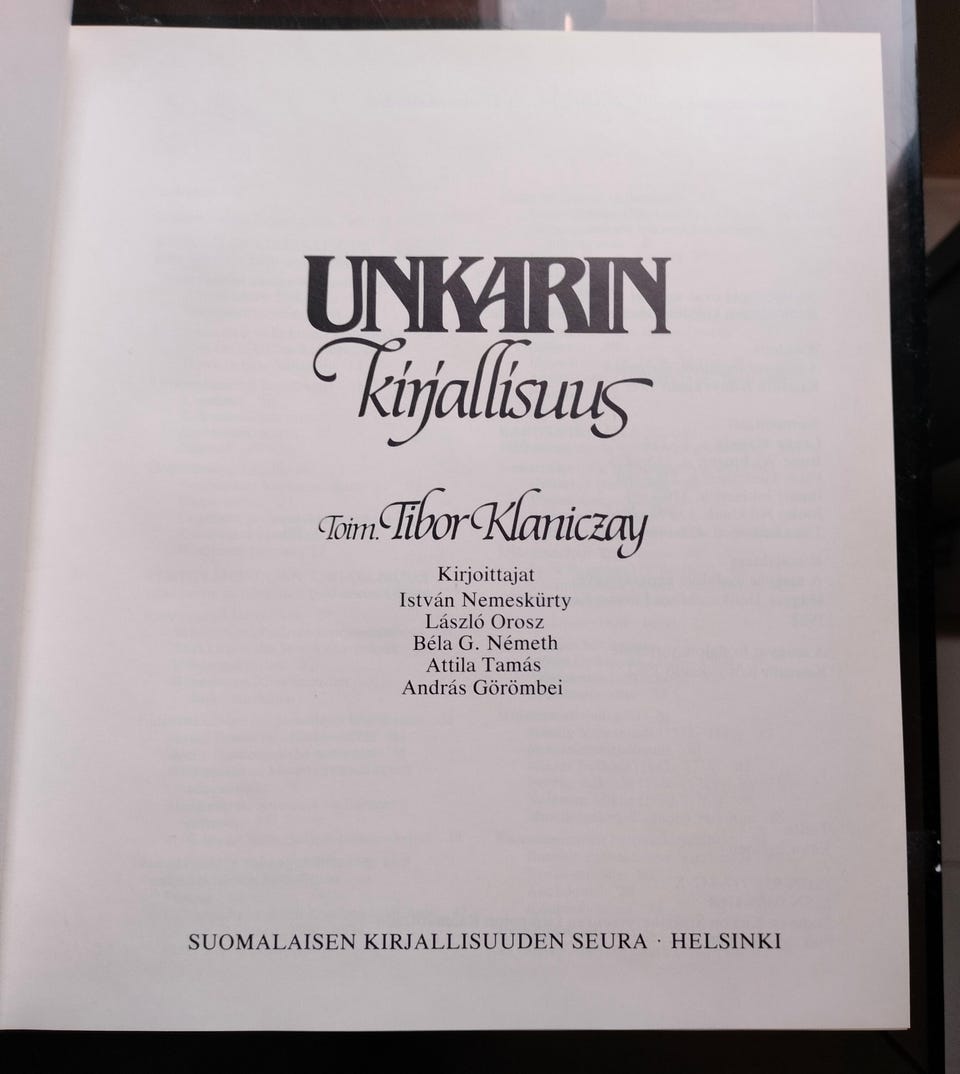 UNKARIN
kirjallisuus
Toim. Tibor Klaniczay
Kirjoittajat
István Nemeskürty
László Orosz
Béla G. Németh
Attila Tamás
András Görömbei
SUOMALAISEN KIRJALLISUUDEN SEURA · HELSINKI